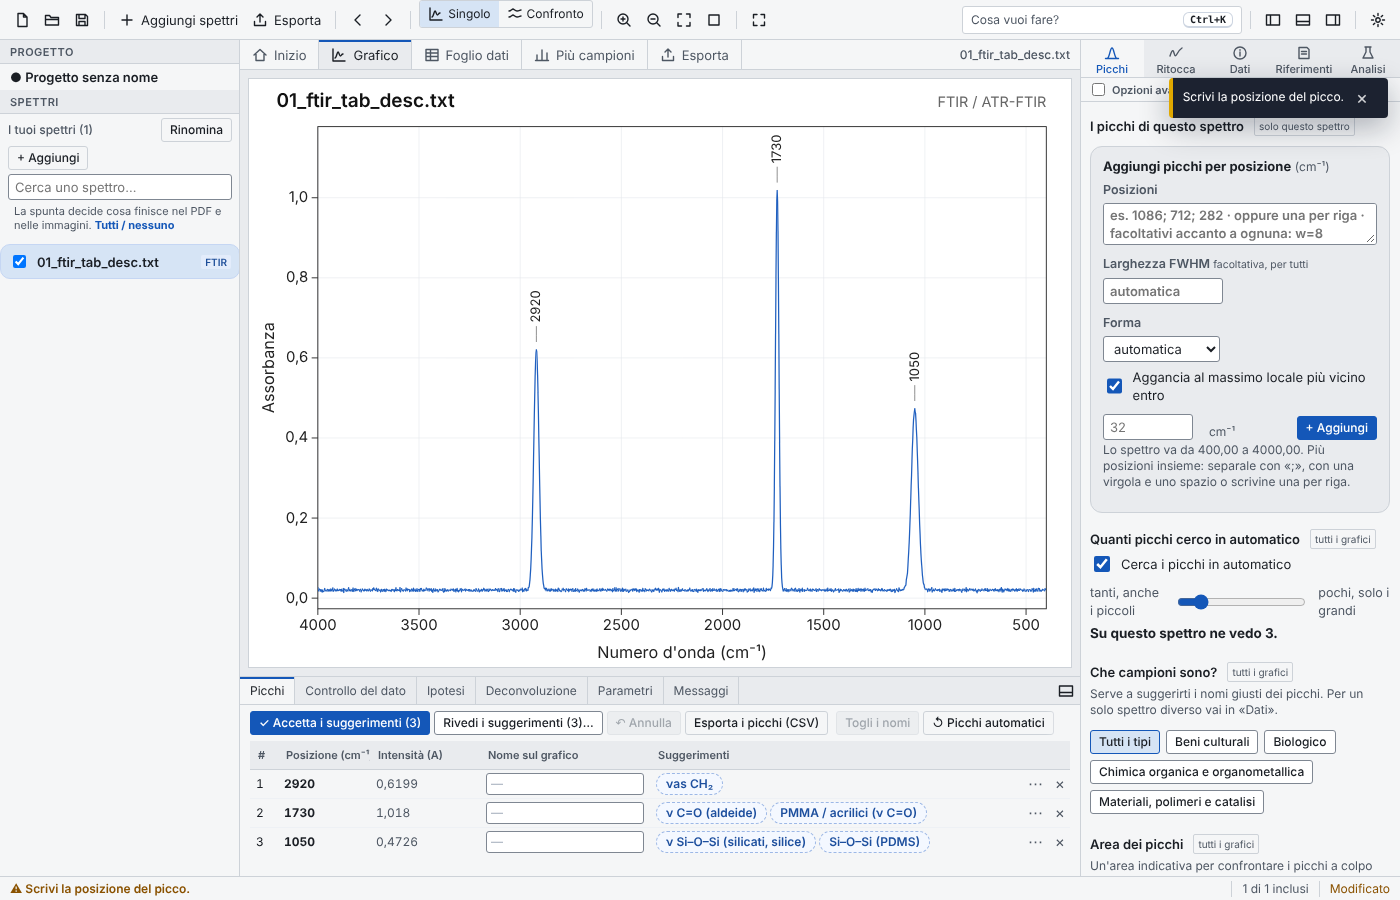 Aggiungi spettri
Esporta
Singolo
Confronto
Cosa vuoi fare?
Ctrl+K
PROGETTO
Progetto senza nome
SPETTRI
I tuoi spettri (1)
Rinomina
+ Aggiungi
Cerca uno spettro...
La spunta decide cosa finisce nel PDF e
nelle immagini. Tutti / nessuno
01_ftir_tab_desc.txt
FTIR
Inizio
Grafico
Foglio dati
Più campioni
Esporta
01_ftir_tab_desc.txt
01_ftir_tab_desc.txt
FTIR / ATR-FTIR
Assorbanza
1,0
0,8
0,6
0,4
0,2
0,0
2920
1730
1050
4000 3500 3000 2500 2000 1500 1000 500
Numero d'onda (cm⁻¹)
Picchi
Controllo del dato
Ipotesi
Deconvoluzione
Parametri
Messaggi
✓ Accetta i suggerimenti (3)
Rivedi i suggerimenti (3)...
↶ Annulla
Esporta i picchi (CSV)
Togli i nomi
Picchi automatici
# Posizione (cm⁻¹ Intensità (A) Nome sul grafico Suggerimenti
1 2920 0,6199 — νas CH₂ ··· ×
2 1730 1,018 — ν C=O (aldeide) PMMA / acrilici (ν C=O) ··· ×
3 1050 0,4726 — ν Si–O–Si (silicati, silice) Si–O–Si (PDMS) ··· ×
Picchi
Ritocca
Dati
Riferimenti
Analisi
Opzioni ava
Scrivi la posizione del picco. ×
I picchi di questo spettro
solo questo spettro
Aggiungi picchi per posizione (cm⁻¹)
Posizioni
es. 1086; 712; 282 · oppure una per riga ·
facoltativi accanto a ognuna: w=8
Larghezza FWHM facoltativa, per tutti
automatica
Forma
automatica
Aggancia al massimo locale più vicino
entro
32
cm⁻¹
+ Aggiungi
Lo spettro va da 400,00 a 4000,00. Più
posizioni insieme: separale con «;», con una
virgola e uno spazio o scrivine una per riga.
Quanti picchi cerco in automatico
tutti i grafici
Cerca i picchi in automatico
tanti, anche
i piccoli
pochi, solo i
grandi
Su questo spettro ne vedo 3.
Che campioni sono?
tutti i grafici
Serve a suggerirti i nomi giusti dei picchi. Per un
solo spettro diverso vai in «Dati».
Tutti i tipi
Beni culturali
Biologico
Chimica organica e organometallica
Materiali, polimeri e catalisi
Area dei picchi
tutti i grafici
Un'area indicativa per confrontare i picchi a colpo
⚠ Scrivi la posizione del picco.
1 di 1 inclusi
Modificato